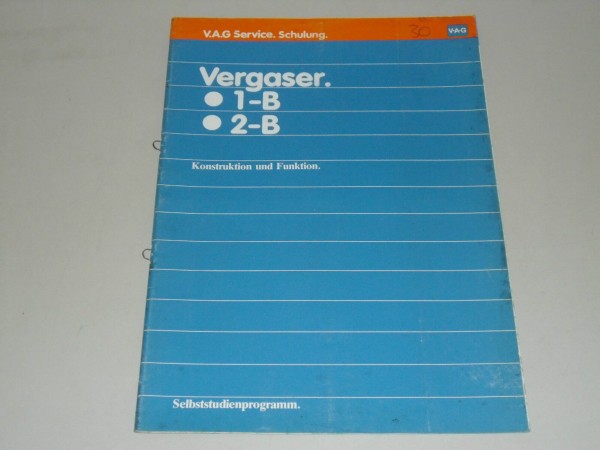 V.A.G Service. Schulung.
30
V·A·G
Vergaser.
1-B
2-B
Konstruktion und Funktion.
Selbststudienprogramm.